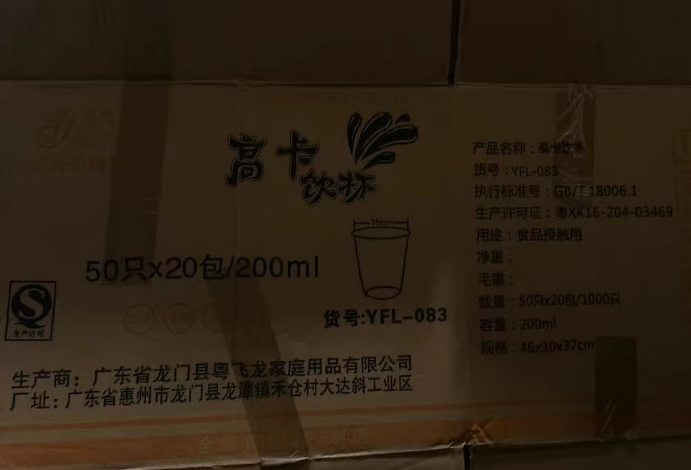 高卡饮杯
50只x20包/200ml
货号:YFL-083
生产许可
生产商：广东省龙门县粤飞龙家庭用品有限公司
厂址：广东省惠州市龙门县龙潭镇禾仓村大达斜工业区
产品名称：高卡饮杯
货号：YFL-083
执行标准号：GB/T18006.1
生产许可证：粤XK16-204-03469
用途：食品接触用
净重：
毛重：
数量：50只x20包/1000只
容量：200ml
规格：46x30x37cm